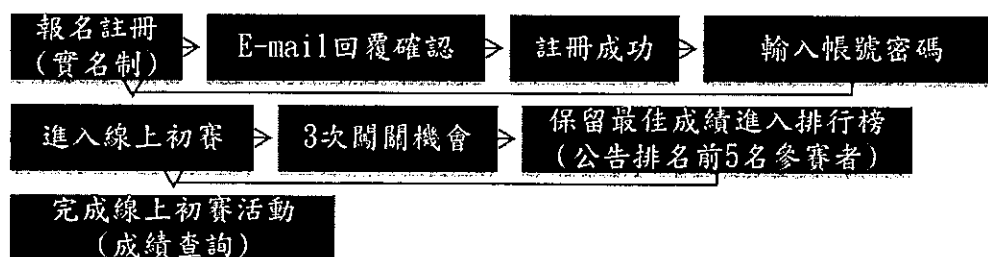 報名註冊
(實名制)
E-mail回覆確認
註冊成功
輸入帳號密碼
進入線上初賽
3次闖關機會
保留最佳成績進入排行榜
(公告排名前5名參賽者)
完成線上初賽活動
(成績查詢)